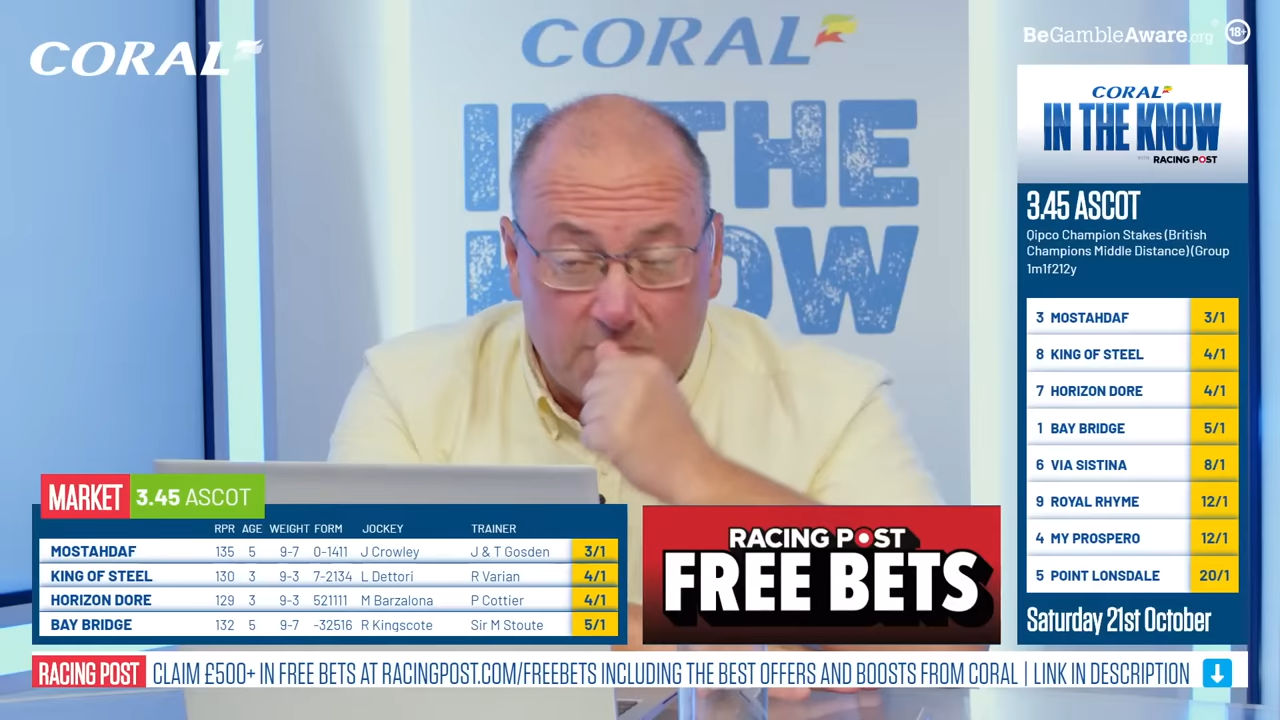 CORAL
CORAL
IN THE
KNOW
BeGambleAware.org 18+
CORAL
IN THE KNOW
WITH RACING POST
3.45 ASCOT
Qipco Champion Stakes (British
Champions Middle Distance) (Group
1m1f212y
3 MOSTAHDAF 3/1
8 KING OF STEEL 4/1
7 HORIZON DORE 4/1
1 BAY BRIDGE 5/1
6 VIA SISTINA 8/1
9 ROYAL RHYME 12/1
4 MY PROSPERO 12/1
5 POINT LONSDALE 20/1
Saturday 21st October
MARKET 3.45 ASCOT
RPR AGE WEIGHT FORM JOCKEY TRAINER
MOSTAHDAF 135 5 9-7 0-1411 J Crowley J & T Gosden 3/1
KING OF STEEL 130 3 9-3 7-2134 L Dettori R Varian 4/1
HORIZON DORE 129 3 9-3 521111 M Barzalona P Cottier 4/1
BAY BRIDGE 132 5 9-7 -32516 R Kingscote Sir M Stoute 5/1
RACING POST
FREE BETS
RACING POST CLAIM £500+ IN FREE BETS AT RACINGPOST.COM/FREEBETS INCLUDING THE BEST OFFERS AND BOOSTS FROM CORAL | LINK IN DESCRIPTION